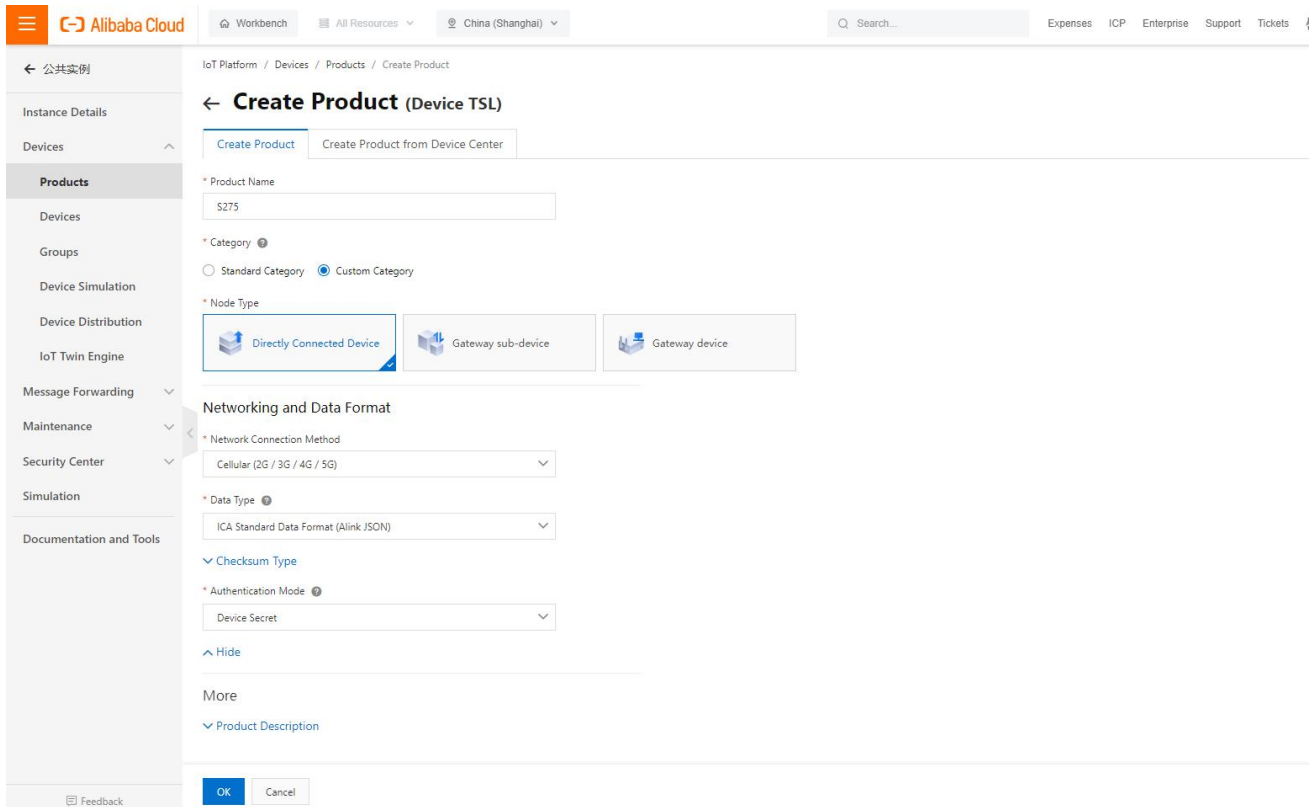 Alibaba Cloud Workbench All Resources China (Shanghai) Search... Expenses ICP Enterprise Support Tickets
← 公共实例
IoT Platform / Devices / Products / Create Product
← Create Product (Device TSL)
Instance Details
Devices
Products
Devices
Groups
Device Simulation
Device Distribution
IoT Twin Engine
Message Forwarding
Maintenance
Security Center
Simulation
Documentation and Tools
Feedback
Create Product Create Product from Device Center
* Product Name
S275
* Category
Standard Category Custom Category
* Node Type
Directly Connected Device Gateway sub-device Gateway device
Networking and Data Format
* Network Connection Method
Cellular (2G / 3G / 4G / 5G)
* Data Type
ICA Standard Data Format (Alink JSON)
Checksum Type
* Authentication Mode
Device Secret
Hide
More
Product Description
OK Cancel